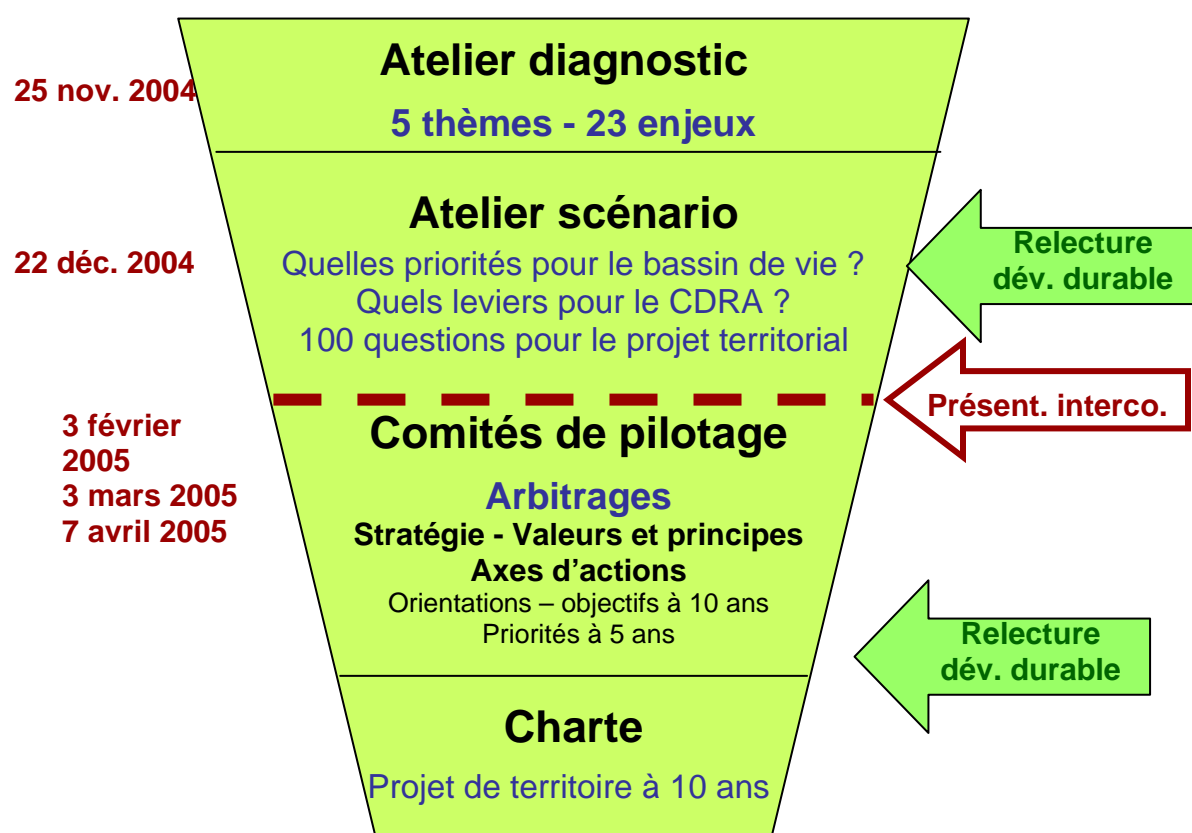 Atelier diagnostic
25 nov. 2004
5 thèmes - 23 enjeux
Atelier scénario
22 déc. 2004
Quelles priorités pour le bassin de vie ?
Quels leviers pour le CDRA ?
100 questions pour le projet territorial
Relecture
dév. durable
Présent. interco.
3 février
2005
3 mars 2005
7 avril 2005
Comités de pilotage
Arbitrages
Stratégie - Valeurs et principes
Axes d’actions
Orientations – objectifs à 10 ans
Priorités à 5 ans
Relecture
dév. durable
Charte
Projet de territoire à 10 ans